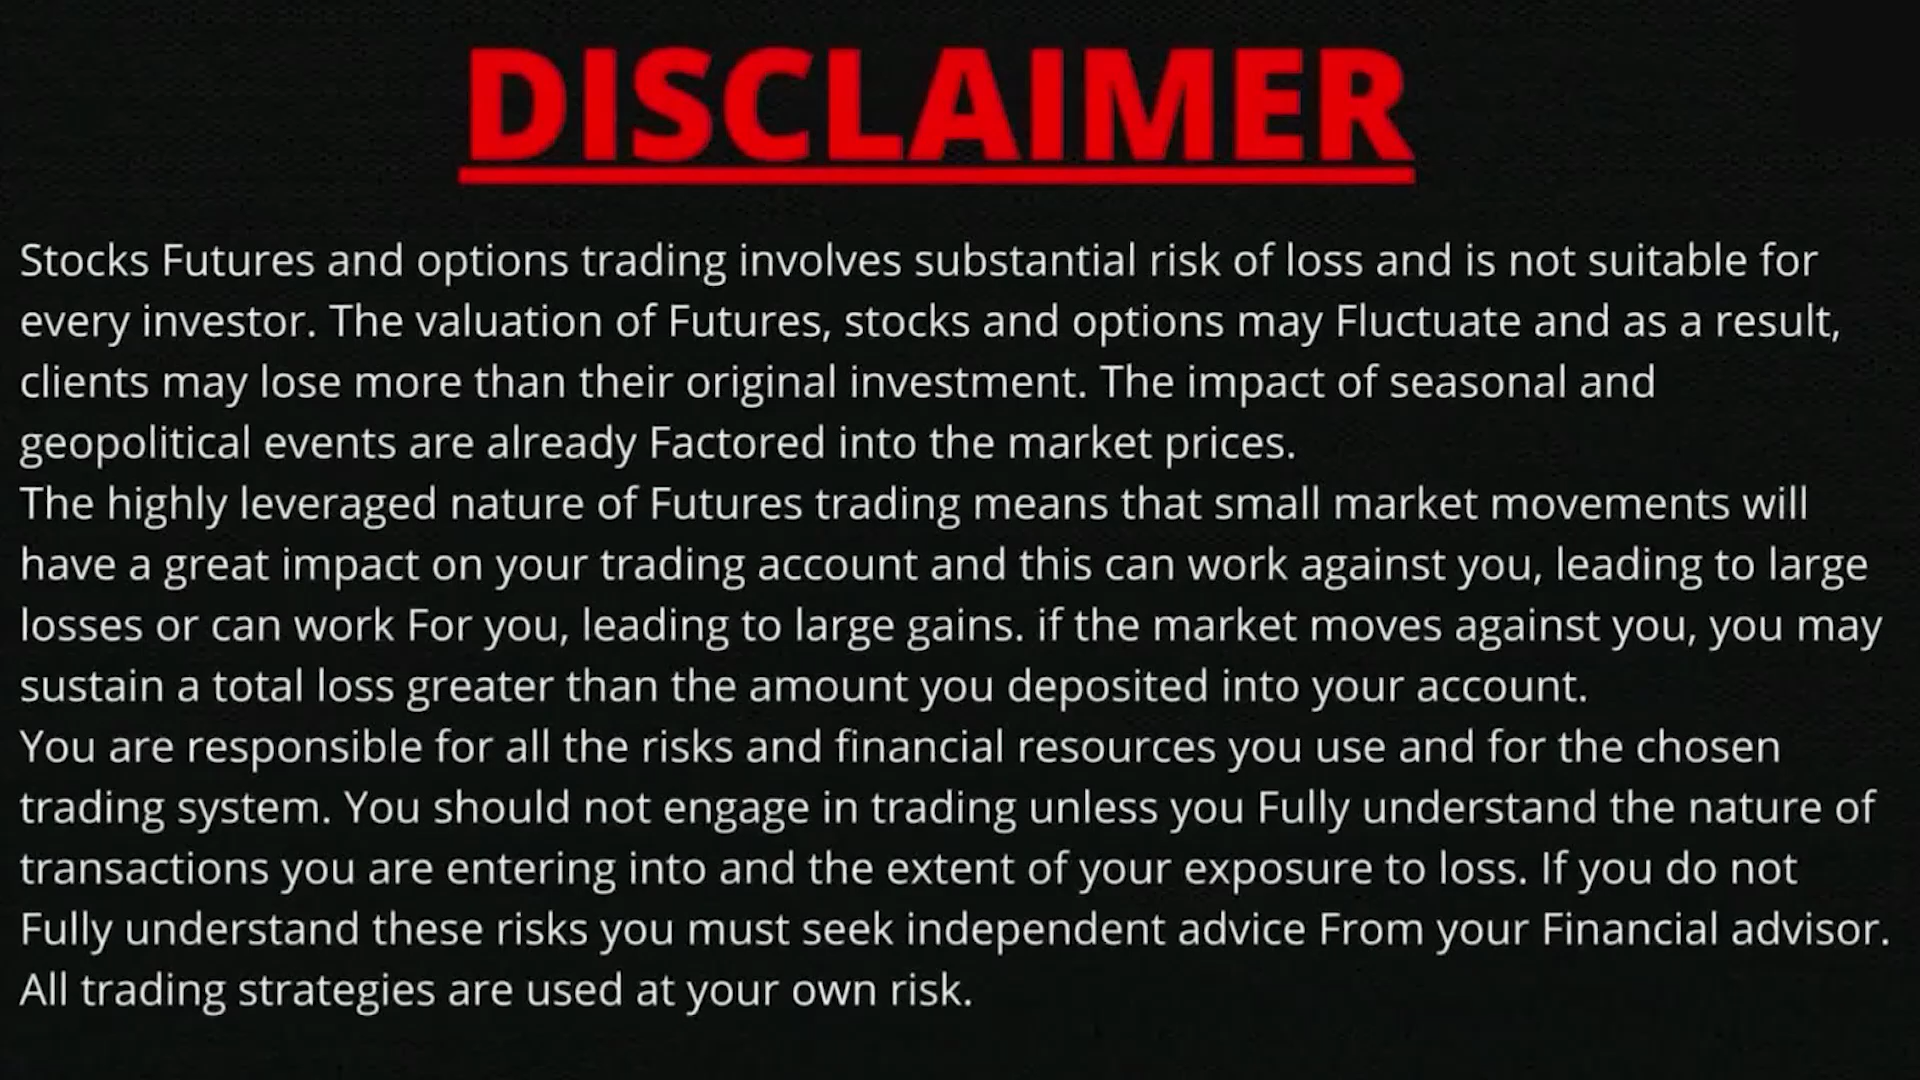 DISCLAIMER
Stocks Futures and options trading involves substantial risk of loss and is not suitable for
every investor. The valuation of Futures, stocks and options may Fluctuate and as a result,
clients may lose more than their original investment. The impact of seasonal and
geopolitical events are already Factored into the market prices.
The highly leveraged nature of Futures trading means that small market movements will
have a great impact on your trading account and this can work against you, leading to large
losses or can work For you, leading to large gains. if the market moves against you, you may
sustain a total loss greater than the amount you deposited into your account.
You are responsible for all the risks and financial resources you use and for the chosen
trading system. You should not engage in trading unless you Fully understand the nature of
transactions you are entering into and the extent of your exposure to loss. If you do not
Fully understand these risks you must seek independent advice From your Financial advisor.
All trading strategies are used at your own risk.